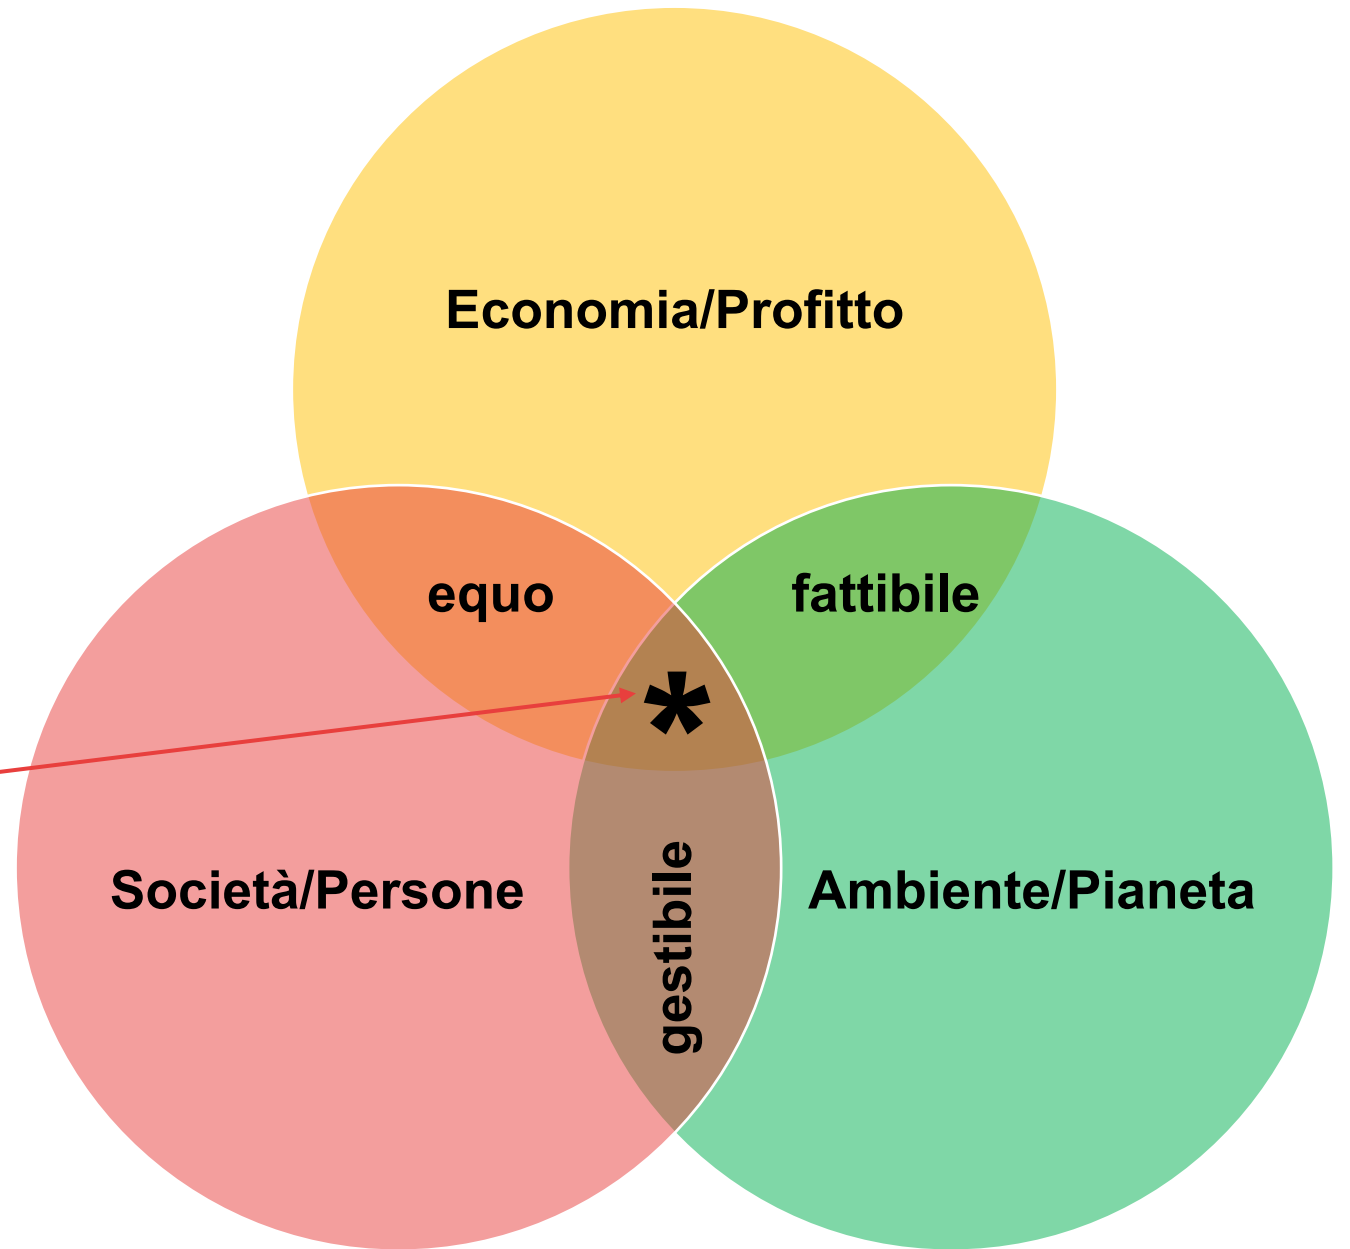 Economia/Profitto
equo
fattibile
*
Società/Persone
gestibile
Ambiente/Pianeta